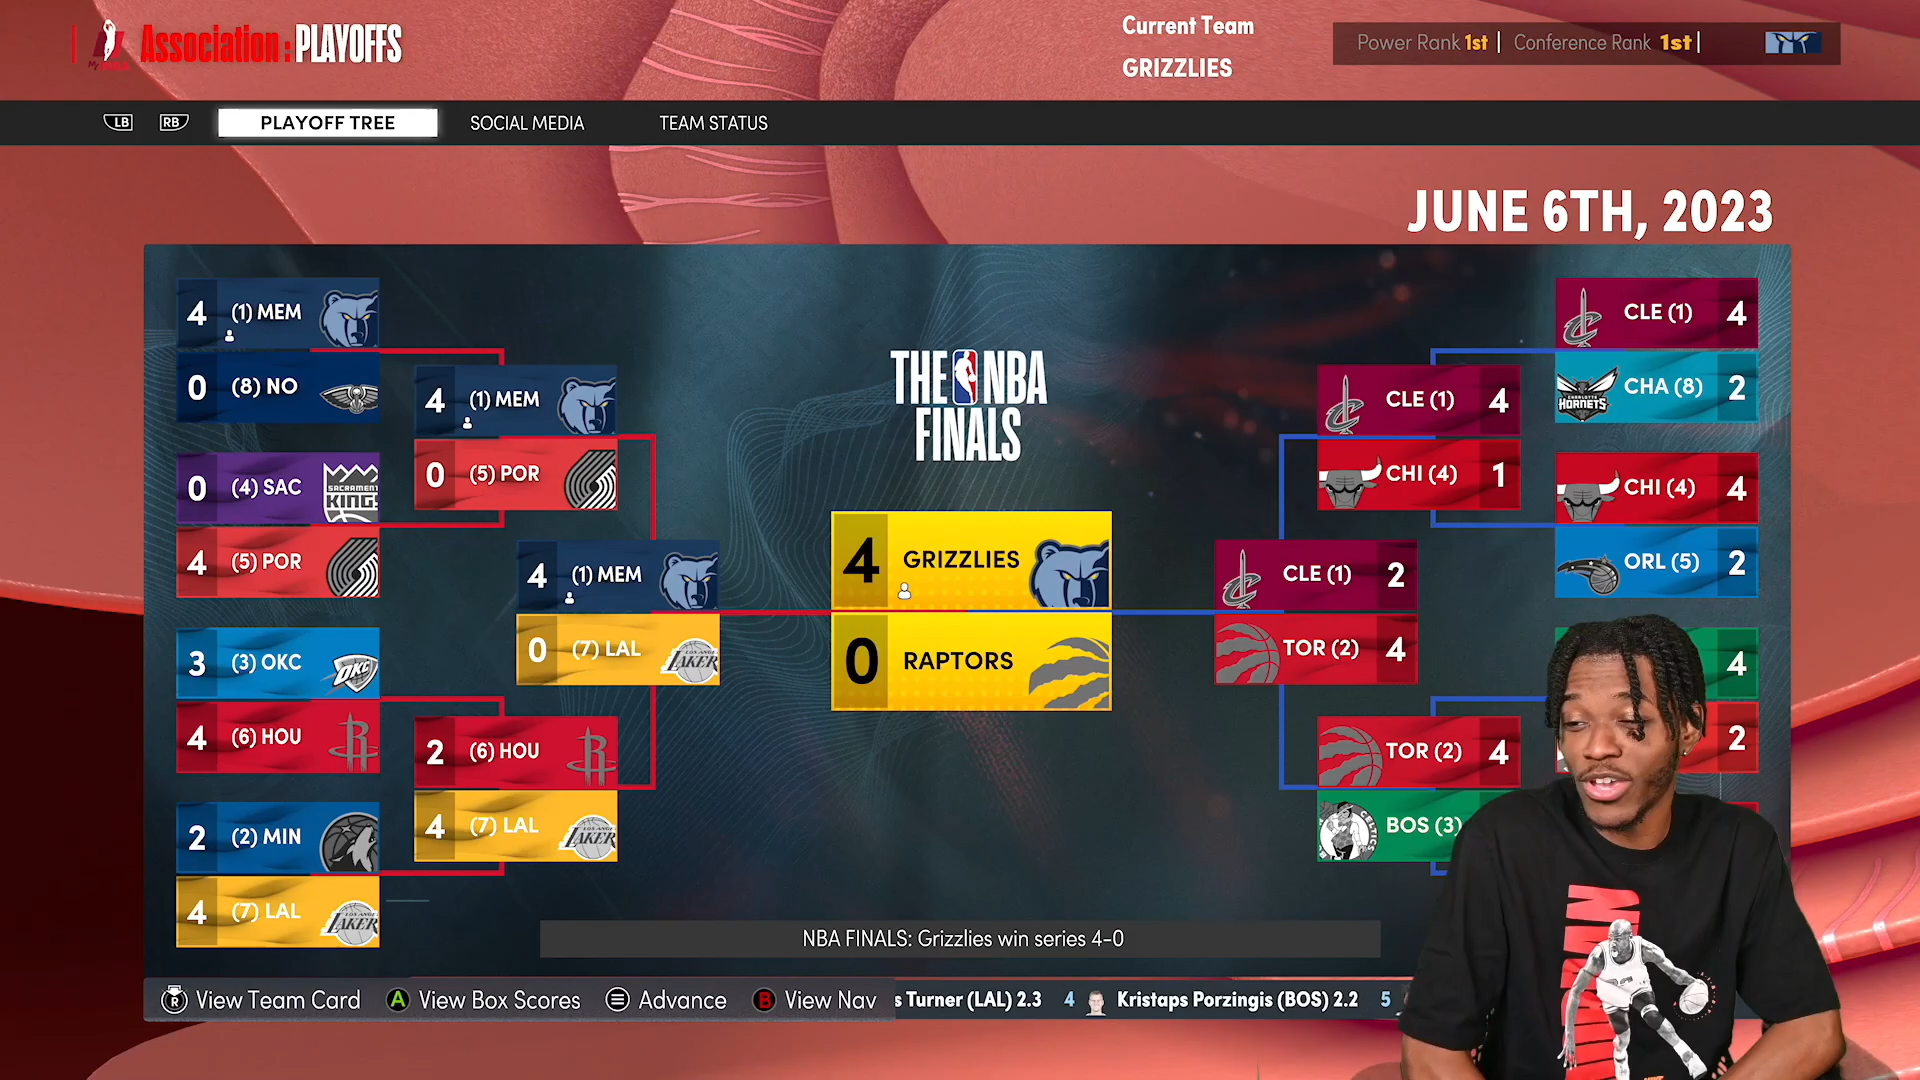 Association : PLAYOFFS
Current Team
GRIZZLIES
Power Rank 1st | Conference Rank 1st |
LB RB PLAYOFF TREE SOCIAL MEDIA TEAM STATUS
JUNE 6TH, 2023
4 (1) MEM
0 (8) NO
0 (4) SAC
SACRAMENTO KINGS
4 (5) POR
3 (3) OKC
OKC
4 (6) HOU
2 (2) MIN
4 (7) LAL
4 (1) MEM
0 (5) POR
2 (6) HOU
4 (7) LAL
4 (1) MEM
0 (7) LAL
THE NBA
FINALS
4 GRIZZLIES
0 RAPTORS
CLE (1) 2
TOR (2) 4
CLE (1) 4
CHI (4) 1
TOR (2) 4
BOS (3)
CLE (1) 4
CHA (8) 2
HORNETS
CHI (4) 4
ORL (5) 2
4
2
NBA FINALS: Grizzlies win series 4-0
R View Team Card A View Box Scores Advance B View Nav s Turner (LAL) 2.3 4 Kristaps Porzingis (BOS) 2.2 5